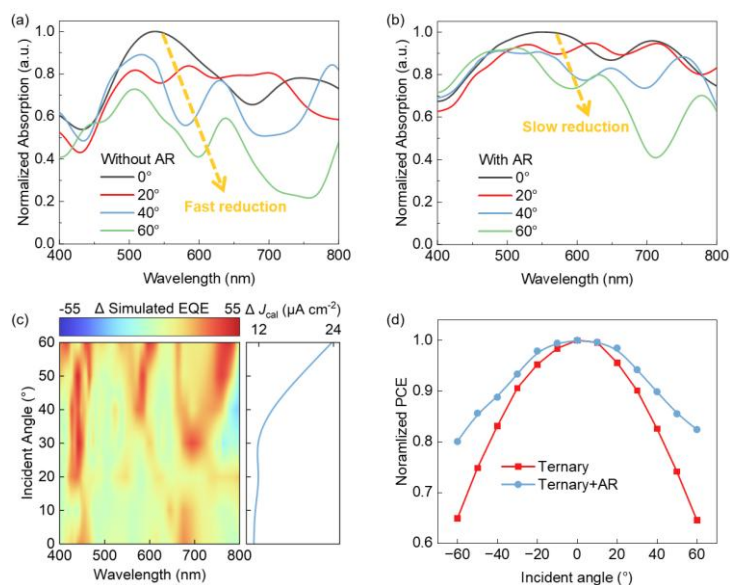 (a)
Normalized Absorption (a.u.)
1.0
0.8
0.6
0.4
0.2
0.0
Without AR
0°
20°
40°
60°
Fast reduction
400 500 600 700 800
Wavelength (nm)
(b)
Normalized Absorption (a.u.)
1.0
0.8
0.6
0.4
0.2
0.0
With AR
0°
20°
40°
60°
Slow reduction
400 500 600 700 800
Wavelength (nm)
(c)
-55 Δ Simulated EQE 55
Δ Jcal (μA cm-2)
12 24
Incident Angle (°)
60
50
40
30
20
10
0
400 500 600 700 800
Wavelength (nm)
(d)
Noramlized PCE
1.0
0.9
0.8
0.7
0.6
Ternary
Ternary+AR
−60 −40 −20 0 20 40 60
Incident angle (°)